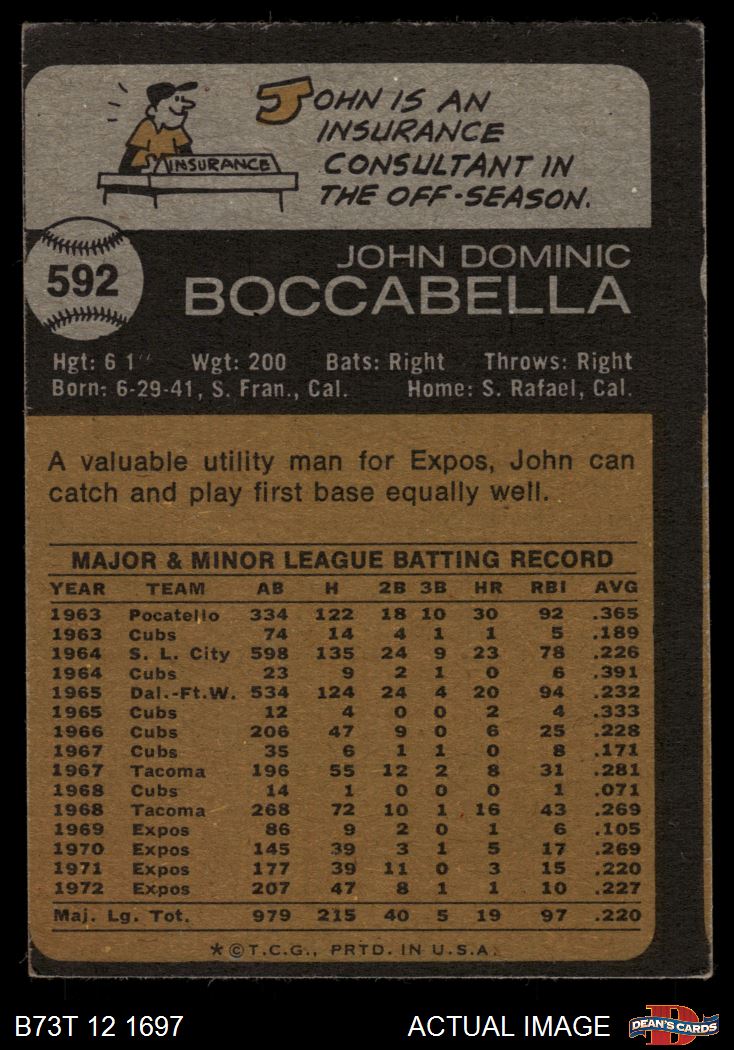 JOHN IS AN
INSURANCE
CONSULTANT IN
THE OFF-SEASON.
INSURANCE
592
JOHN DOMINIC
BOCCABELLA
Hgt: 6 1" Wgt: 200 Bats: Right Throws: Right
Born: 6-29-41, S. Fran., Cal. Home: S. Rafael, Cal.
A valuable utility man for Expos, John can
catch and play first base equally well.
MAJOR & MINOR LEAGUE BATTING RECORD
YEAR TEAM AB H 2B 3B HR RBI AVG
1963 Pocatello 334 122 18 10 30 92 .365
1963 Cubs 74 14 4 1 1 5 .189
1964 S. L. City 598 135 24 9 23 78 .226
1964 Cubs 23 9 2 1 0 6 .391
1965 Dal.-Ft.W. 534 124 24 4 20 94 .232
1965 Cubs 12 4 0 0 2 4 .333
1966 Cubs 206 47 9 0 6 25 .228
1967 Cubs 35 6 1 1 0 8 .171
1967 Tacoma 196 55 12 2 8 31 .281
1968 Cubs 14 1 0 0 0 1 .071
1968 Tacoma 268 72 10 1 16 43 .269
1969 Expos 86 9 2 0 1 6 .105
1970 Expos 145 39 3 1 5 17 .269
1971 Expos 177 39 11 0 3 15 .220
1972 Expos 207 47 8 1 1 10 .227
Maj. Lg. Tot. 979 215 40 5 19 97 .220
*©T.C.G., PRTD. IN U.S.A.
B73T 12 1697 ACTUAL IMAGE DEAN'S CARDS